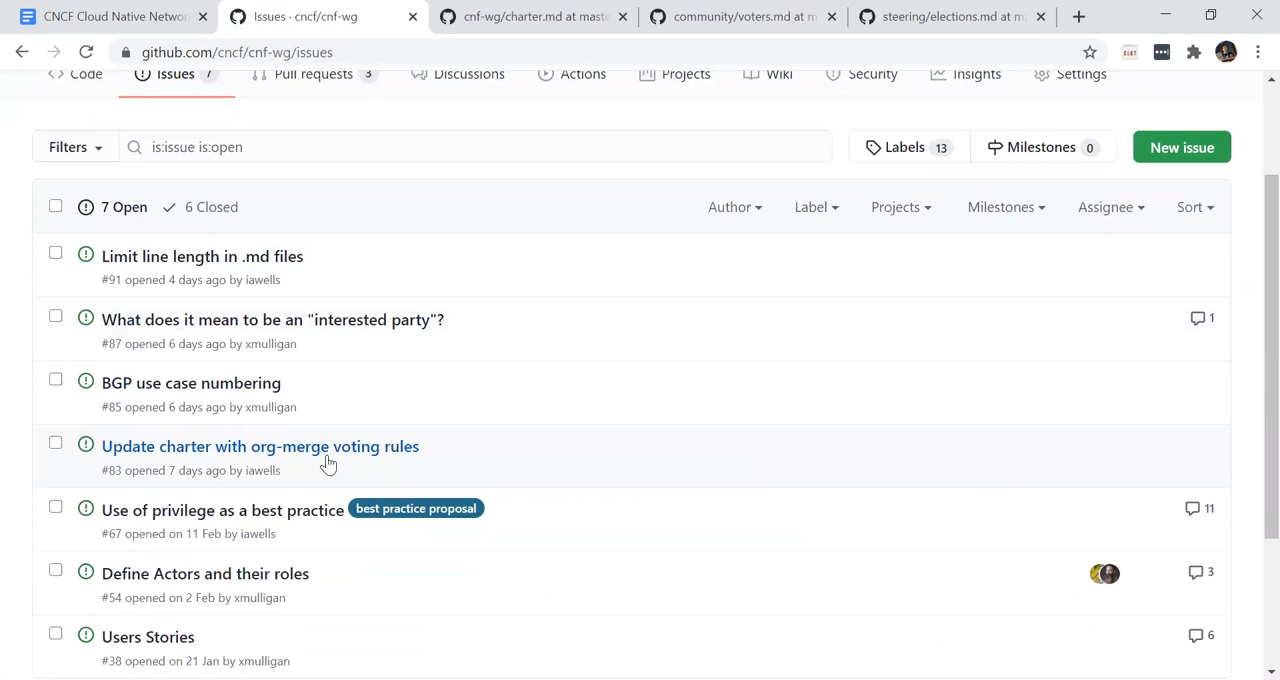 CNCF Cloud Native Networ
Issues · cncf/cnf-wg
cnf-wg/charter.md at maste
community/voters.md at m
steering/elections.md at m
github.com/cncf/cnf-wg/issues
Code
Issues 7
Pull requests 3
Discussions
Actions
Projects
Wiki
Security
Insights
Settings
Filters
is:issue is:open
Labels 13
Milestones 0
New issue
7 Open
6 Closed
Author
Label
Projects
Milestones
Assignee
Sort
Limit line length in .md files
#91 opened 4 days ago by iawells
What does it mean to be an "interested party"?
1
#87 opened 6 days ago by xmulligan
BGP use case numbering
#85 opened 6 days ago by xmulligan
Update charter with org-merge voting rules
#83 opened 7 days ago by iawells
Use of privilege as a best practice best practice proposal
11
#67 opened on 11 Feb by iawells
Define Actors and their roles
3
#54 opened on 2 Feb by xmulligan
Users Stories
6
#38 opened on 21 Jan by xmulligan